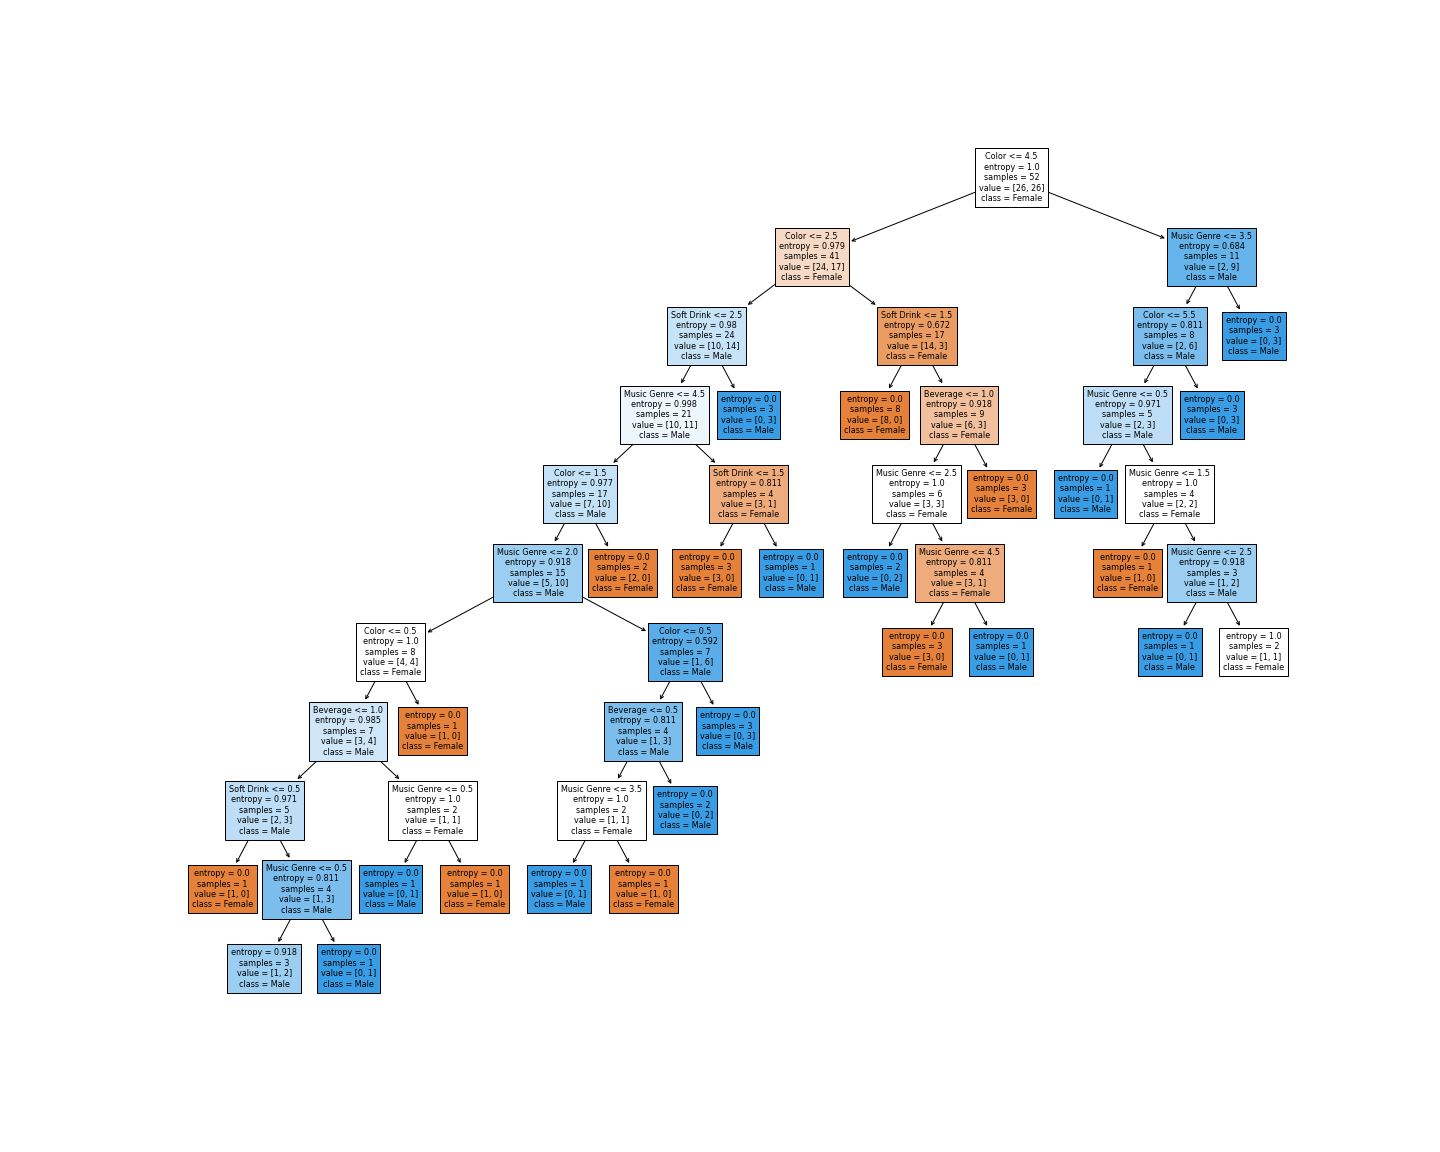 Color <= 4.5
entropy = 1.0
samples = 52
value = [26, 26]
class = Female
Color <= 2.5
entropy = 0.979
samples = 41
value = [24, 17]
class = Female
Music Genre <= 3.5
entropy = 0.684
samples = 11
value = [2, 9]
class = Male
Soft Drink <= 2.5
entropy = 0.98
samples = 24
value = [10, 14]
class = Male
Soft Drink <= 1.5
entropy = 0.672
samples = 17
value = [14, 3]
class = Female
Color <= 5.5
entropy = 0.811
samples = 8
value = [2, 6]
class = Male
entropy = 0.0
samples = 3
value = [0, 3]
class = Male
Music Genre <= 4.5
entropy = 0.998
samples = 21
value = [10, 11]
class = Male
entropy = 0.0
samples = 3
value = [0, 3]
class = Male
entropy = 0.0
samples = 8
value = [8, 0]
class = Female
Beverage <= 1.0
entropy = 0.918
samples = 9
value = [6, 3]
class = Female
Music Genre <= 0.5
entropy = 0.971
samples = 5
value = [2, 3]
class = Male
entropy = 0.0
samples = 3
value = [0, 3]
class = Male
Color <= 1.5
entropy = 0.977
samples = 17
value = [7, 10]
class = Male
Soft Drink <= 1.5
entropy = 0.811
samples = 4
value = [3, 1]
class = Female
Music Genre <= 2.5
entropy = 1.0
samples = 6
value = [3, 3]
class = Female
entropy = 0.0
samples = 3
value = [3, 0]
class = Female
entropy = 0.0
samples = 1
value = [0, 1]
class = Male
Music Genre <= 1.5
entropy = 1.0
samples = 4
value = [2, 2]
class = Female
Music Genre <= 2.0
entropy = 0.918
samples = 15
value = [5, 10]
class = Male
entropy = 0.0
samples = 2
value = [2, 0]
class = Female
entropy = 0.0
samples = 3
value = [3, 0]
class = Female
entropy = 0.0
samples = 1
value = [0, 1]
class = Male
entropy = 0.0
samples = 2
value = [0, 2]
class = Male
Music Genre <= 4.5
entropy = 0.811
samples = 4
value = [3, 1]
class = Female
entropy = 0.0
samples = 1
value = [1, 0]
class = Female
Music Genre <= 2.5
entropy = 0.918
samples = 3
value = [1, 2]
class = Male
Color <= 0.5
entropy = 1.0
samples = 8
value = [4, 4]
class = Female
Color <= 0.5
entropy = 0.592
samples = 7
value = [1, 6]
class = Male
entropy = 0.0
samples = 3
value = [3, 0]
class = Female
entropy = 0.0
samples = 1
value = [0, 1]
class = Male
entropy = 0.0
samples = 1
value = [0, 1]
class = Male
entropy = 1.0
samples = 2
value = [1, 1]
class = Female
Beverage <= 1.0
entropy = 0.985
samples = 7
value = [3, 4]
class = Male
entropy = 0.0
samples = 1
value = [1, 0]
class = Female
Beverage <= 0.5
entropy = 0.811
samples = 4
value = [1, 3]
class = Male
entropy = 0.0
samples = 3
value = [0, 3]
class = Male
Soft Drink <= 0.5
entropy = 0.971
samples = 5
value = [2, 3]
class = Male
Music Genre <= 0.5
entropy = 1.0
samples = 2
value = [1, 1]
class = Female
Music Genre <= 3.5
entropy = 1.0
samples = 2
value = [1, 1]
class = Female
entropy = 0.0
samples = 2
value = [0, 2]
class = Male
entropy = 0.0
samples = 1
value = [1, 0]
class = Female
Music Genre <= 0.5
entropy = 0.811
samples = 4
value = [1, 3]
class = Male
entropy = 0.0
samples = 1
value = [0, 1]
class = Male
entropy = 0.0
samples = 1
value = [1, 0]
class = Female
entropy = 0.0
samples = 1
value = [0, 1]
class = Male
entropy = 0.0
samples = 1
value = [1, 0]
class = Female
entropy = 0.918
samples = 3
value = [1, 2]
class = Male
entropy = 0.0
samples = 1
value = [0, 1]
class = Male